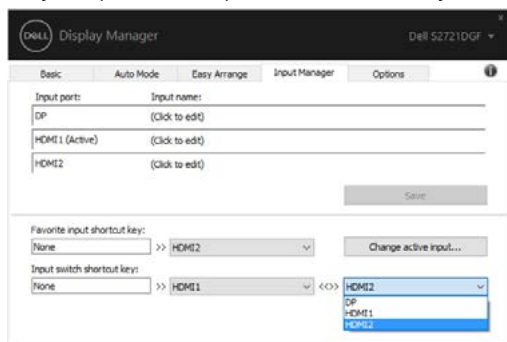 DELL Display Manager Dell S2721DGF
Basic Auto Mode Easy Arrange Input Manager Options
Input port: Input name:
DP (Click to edit)
HDMI1 (Active) (Click to edit)
HDMI2 (Click to edit)
Save
Favorite input shortcut key:
None >> HDMI2 Change active input...
Input switch shortcut key:
None >> HDMI1 <<>> HDMI2
DP
HDMI1
HDMI2